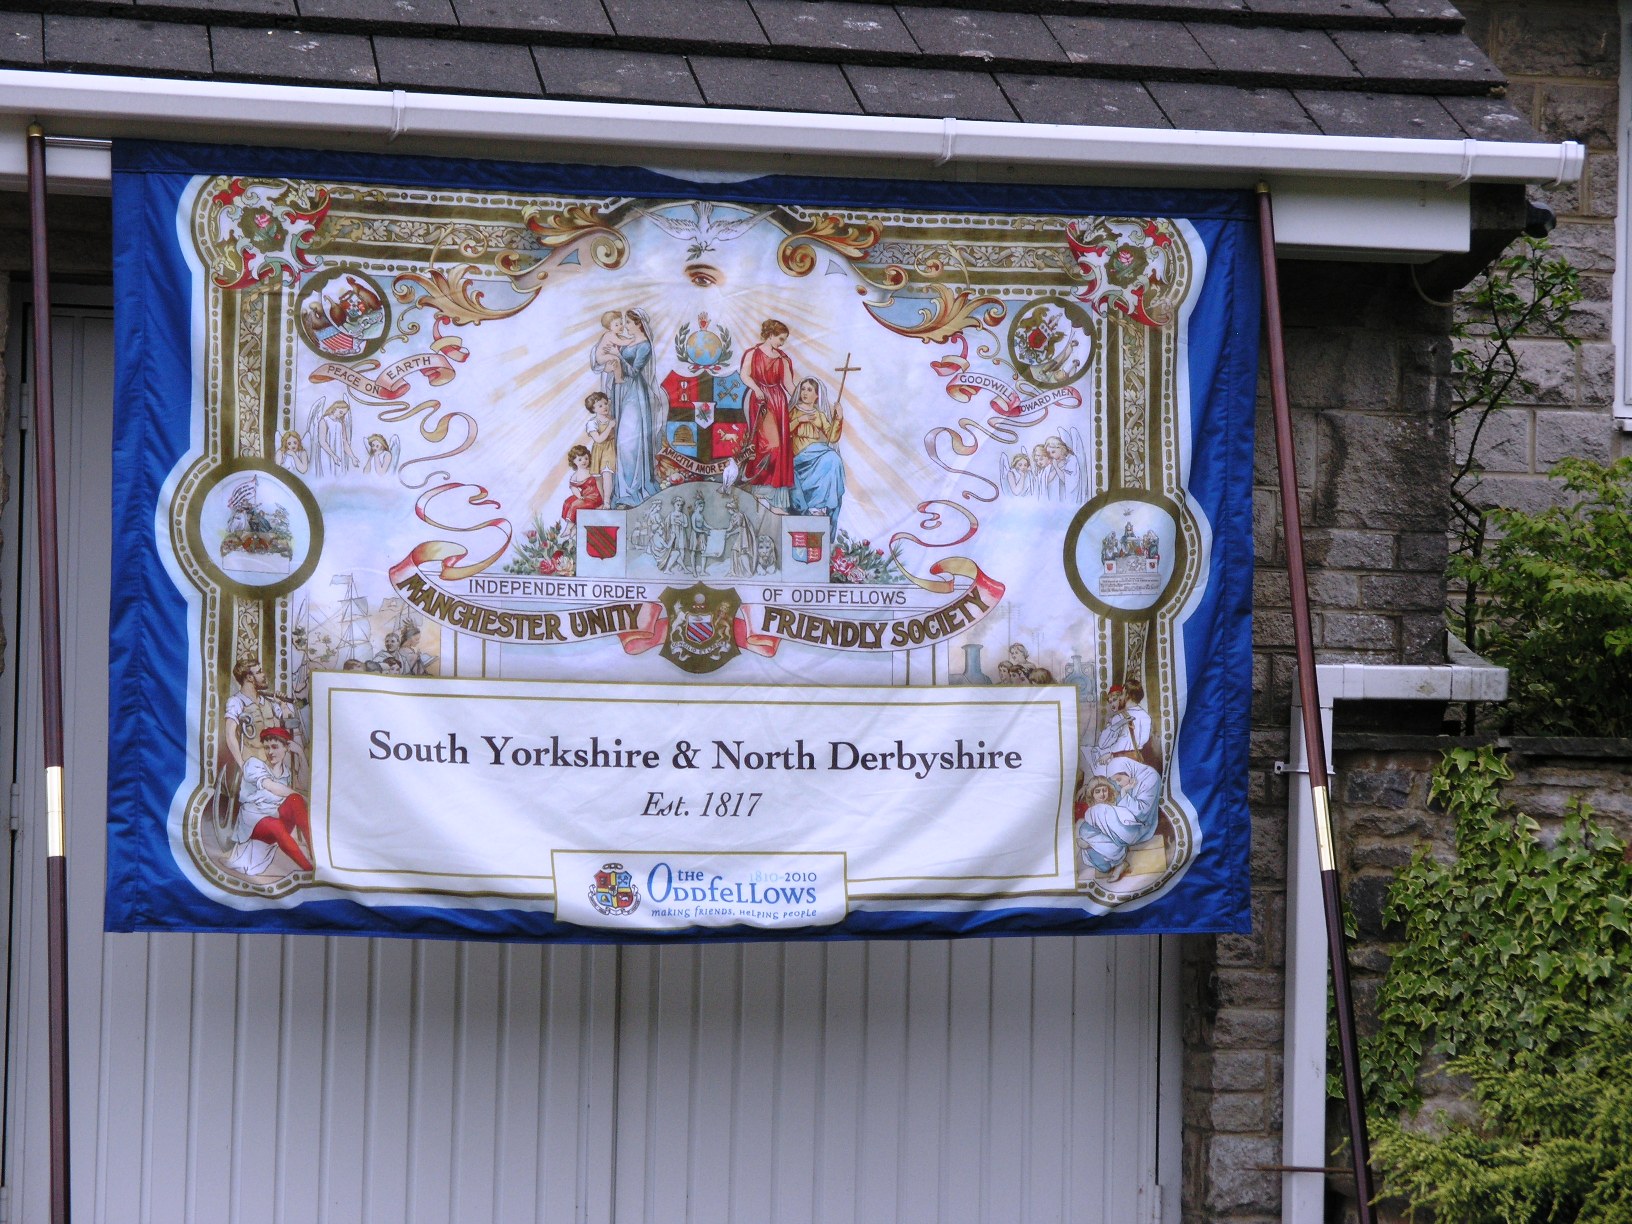 PEACE ON EARTH
GOODWILL TOWARD MEN
AMICITIA AMOR ET
INDEPENDENT ORDER OF ODDFELLOWS
MANCHESTER UNITY FRIENDLY SOCIETY
South Yorkshire & North Derbyshire
Est. 1817
THE 1810-2010
ODDfeLLOWS
making friends, helping people